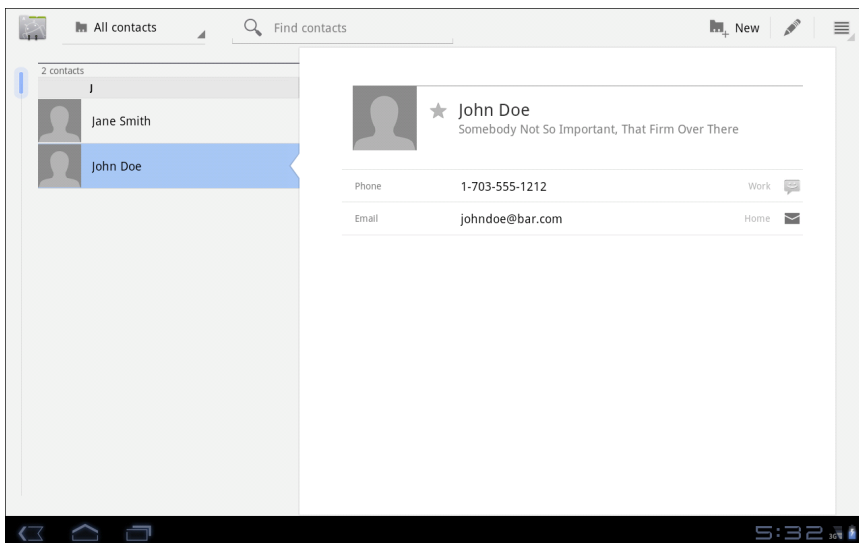 All contacts
Find contacts
New
2 contacts
J
Jane Smith
John Doe
John Doe
Somebody Not So Important, That Firm Over There
Phone 1-703-555-1212 Work
Email johndoe@bar.com Home
5:32 3G